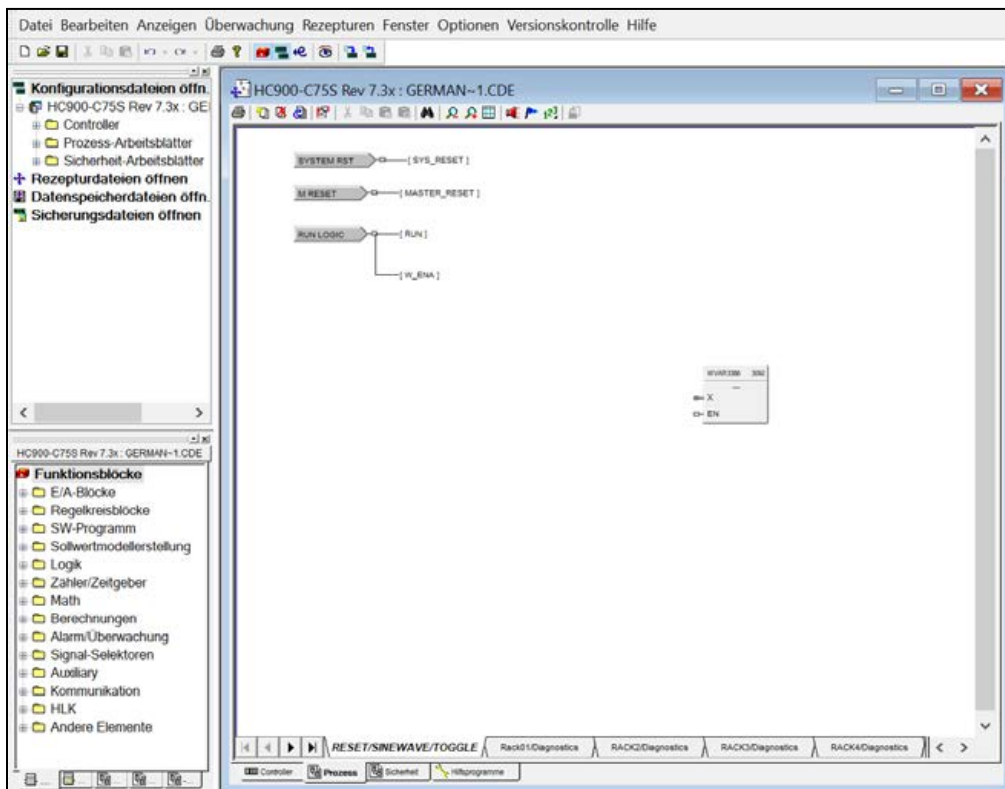 Datei Bearbeiten Anzeigen Überwachung Rezepturen Fenster Optionen Versionskontrolle Hilfe
Konfigurationsdateien öffn.
HC900-C75S Rev 7.3x : GE
Controller
Prozess-Arbeitsblätter
Sicherheit-Arbeitsblätter
Rezepturdateien öffnen
Datenspeicherdateien öffn.
Sicherungsdateien öffnen
HC900-C75S Rev 7.3x : GERMAN~1.CDE
Funktionsblöcke
E/A-Blöcke
Regelkreisblöcke
SW-Programm
Sollwertmodellerstellung
Logik
Zähler/Zeitgeber
Math
Berechnungen
Alarm/Überwachung
Signal-Selektoren
Auxiliary
Kommunikation
HLK
Andere Elemente
HC900-C75S Rev 7.3x : GERMAN~1.CDE
SYSTEM RST [ SYS_RESET ]
M RESET [ MASTER_RESET ]
RUN LOGIC [ RUN ]
[ W_ENA ]
X
EN
RESET/SINEWAVE/TOGGLE Rack01/Diagnostics RACK2/Diagnostics RACK3/Diagnostics RACK4/Diagnostics
Controller Prozess Sicherheit Hilfsprogramme